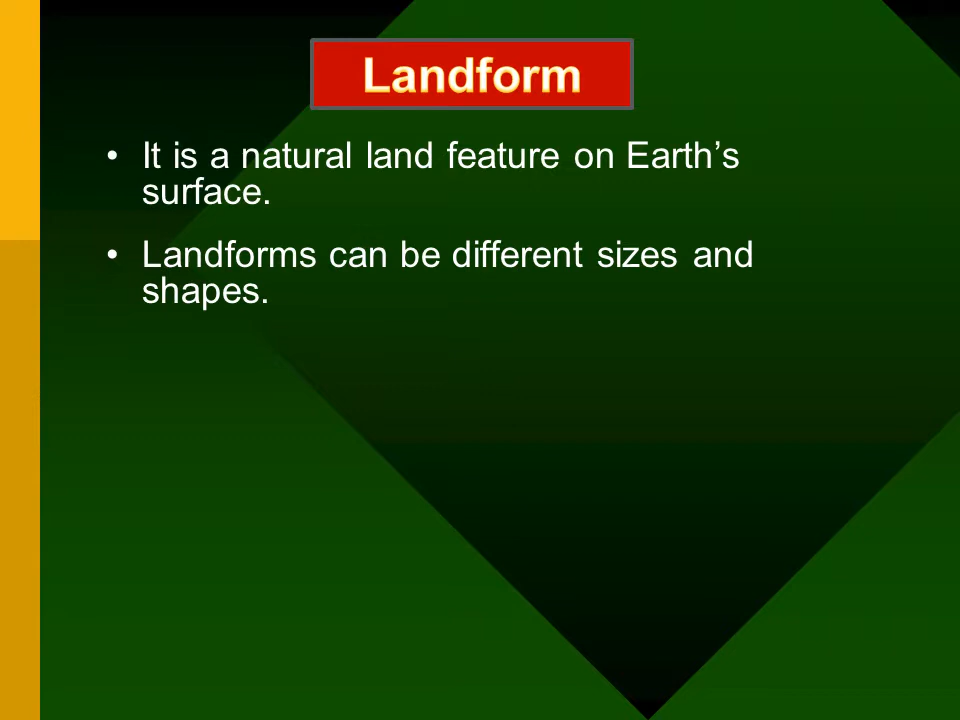 Landform
• It is a natural land feature on Earth’s
surface.
• Landforms can be different sizes and
shapes.